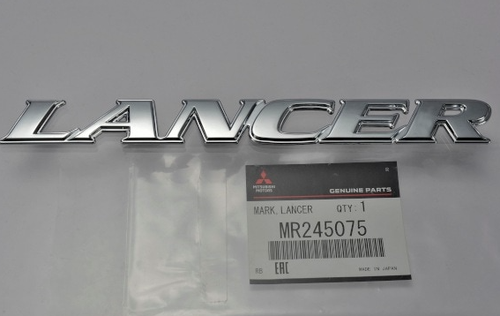 LANCER
MITSUBISHI
MOTORS
GENUINE PARTS
MARK, LANCER QTY: 1
MR245075
EAC
MADE IN JAPAN